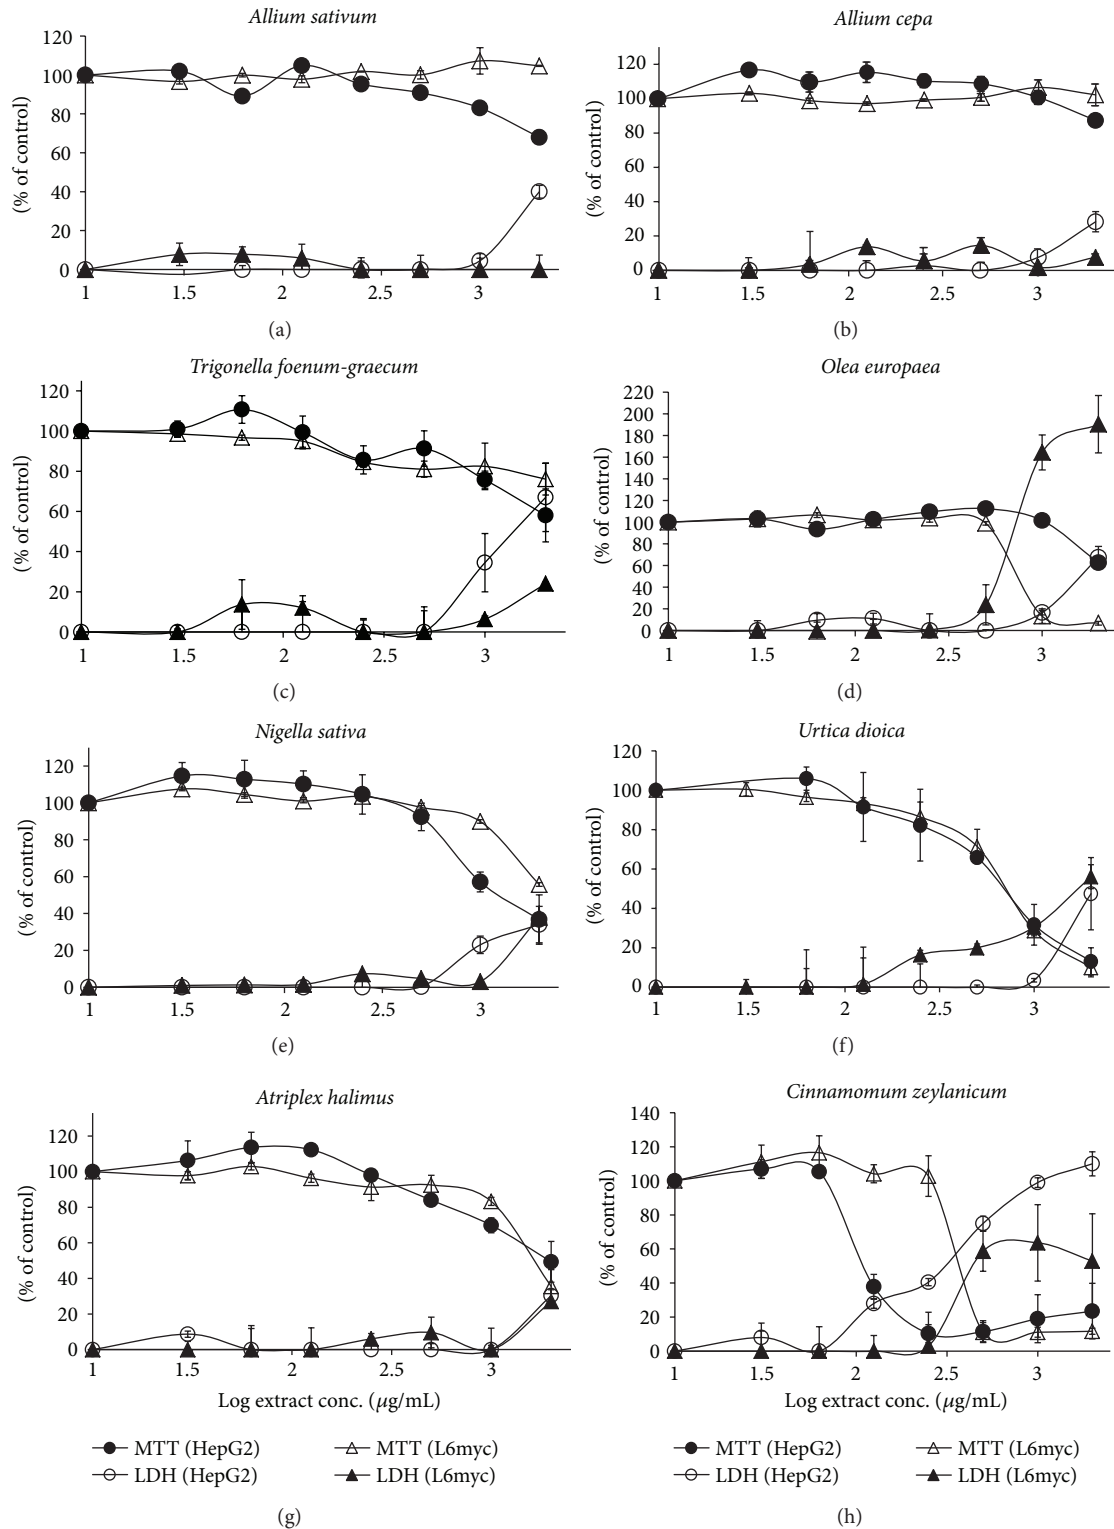 Allium sativum
120
100
80
60
40
20
0
(% of control)
1 1.5 2 2.5 3
(a)
Allium cepa
120
100
80
60
40
20
0
(% of control)
1 1.5 2 2.5 3
(b)
Trigonella foenum-graecum
120
100
80
60
40
20
0
(% of control)
1 1.5 2 2.5 3
(c)
Olea europaea
220
200
180
160
140
120
100
80
60
40
20
0
(% of control)
1 1.5 2 2.5 3
(d)
Nigella sativa
120
100
80
60
40
20
0
(% of control)
1 1.5 2 2.5 3
(e)
Urtica dioica
120
100
80
60
40
20
0
(% of control)
1 1.5 2 2.5 3
(f)
Atriplex halimus
120
100
80
60
40
20
0
(% of control)
1 1.5 2 2.5 3
Log extract conc. (µg/mL)
MTT (HepG2) MTT (L6myc)
LDH (HepG2) LDH (L6myc)
(g)
Cinnamomum zeylanicum
140
120
100
80
60
40
20
0
(% of control)
1 1.5 2 2.5 3
Log extract conc. (µg/mL)
MTT (HepG2) MTT (L6myc)
LDH (HepG2) LDH (L6myc)
(h)